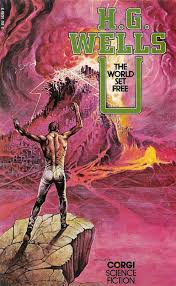 H.G.
WELLS
THE
WORLD
SET
FREE
CORGI
SCIENCE
FICTION